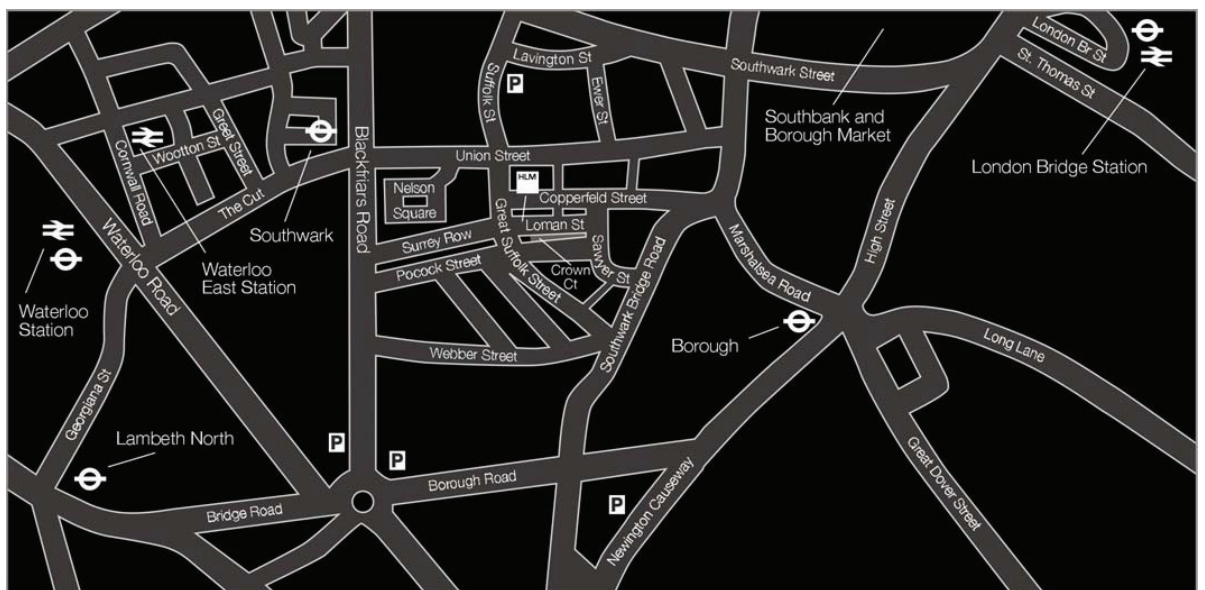 London Br St
Lavington St
Southwark Street
St. Thomas St
P
Suffolk St
Ewer St
Greet Street
Wootton St
Cornwall Road
Blackfriars Road
Southbank and
Borough Market
Union Street
London Bridge Station
HLM
Nelson
Square
Copperfeld Street
The Cut
Great Suffolk Street
Loman St
Southwark
Surrey Row
Sawyer St
Marshalsea Road
High Street
Waterloo Road
Waterloo
East Station
Pocock Street
Crown
Ct
Southwark Bridge Road
Waterloo
Station
Borough
Long Lane
Webber Street
Georgiana St
Lambeth North
P
P
Borough Road
Great Dover Street
Bridge Road
P
Newington Causeway